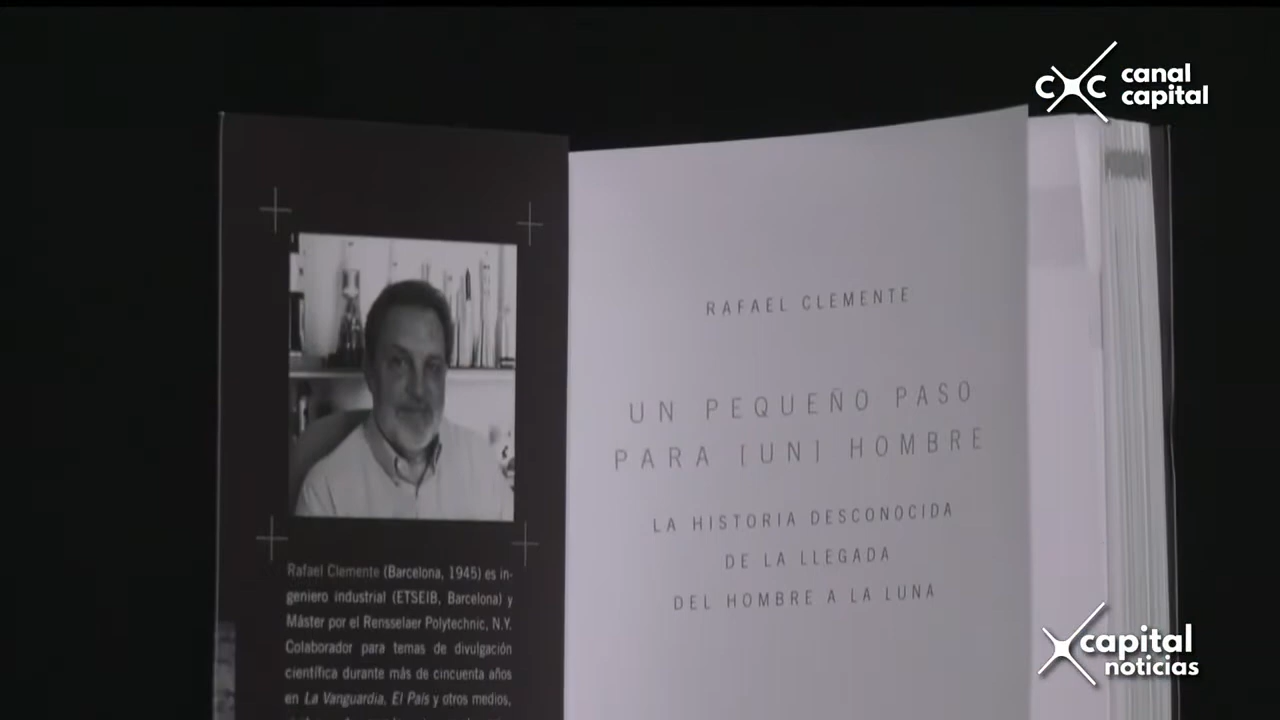 canal
capital
RAFAEL CLEMENTE
UN PEQUEÑO PASO
PARA [UN] HOMBRE
LA HISTORIA DESCONOCIDA
DE LA LLEGADA
DEL HOMBRE A LA LUNA
Rafael Clemente (Barcelona, 1945) es in-
geniero industrial (ETSEIB, Barcelona) y
Máster por el Rensselaer Polytechnic, N.Y.
Colaborador para temas de divulgación
científica durante más de cincuenta años
en La Vanguardia, El País y otros medios,
capital
noticias